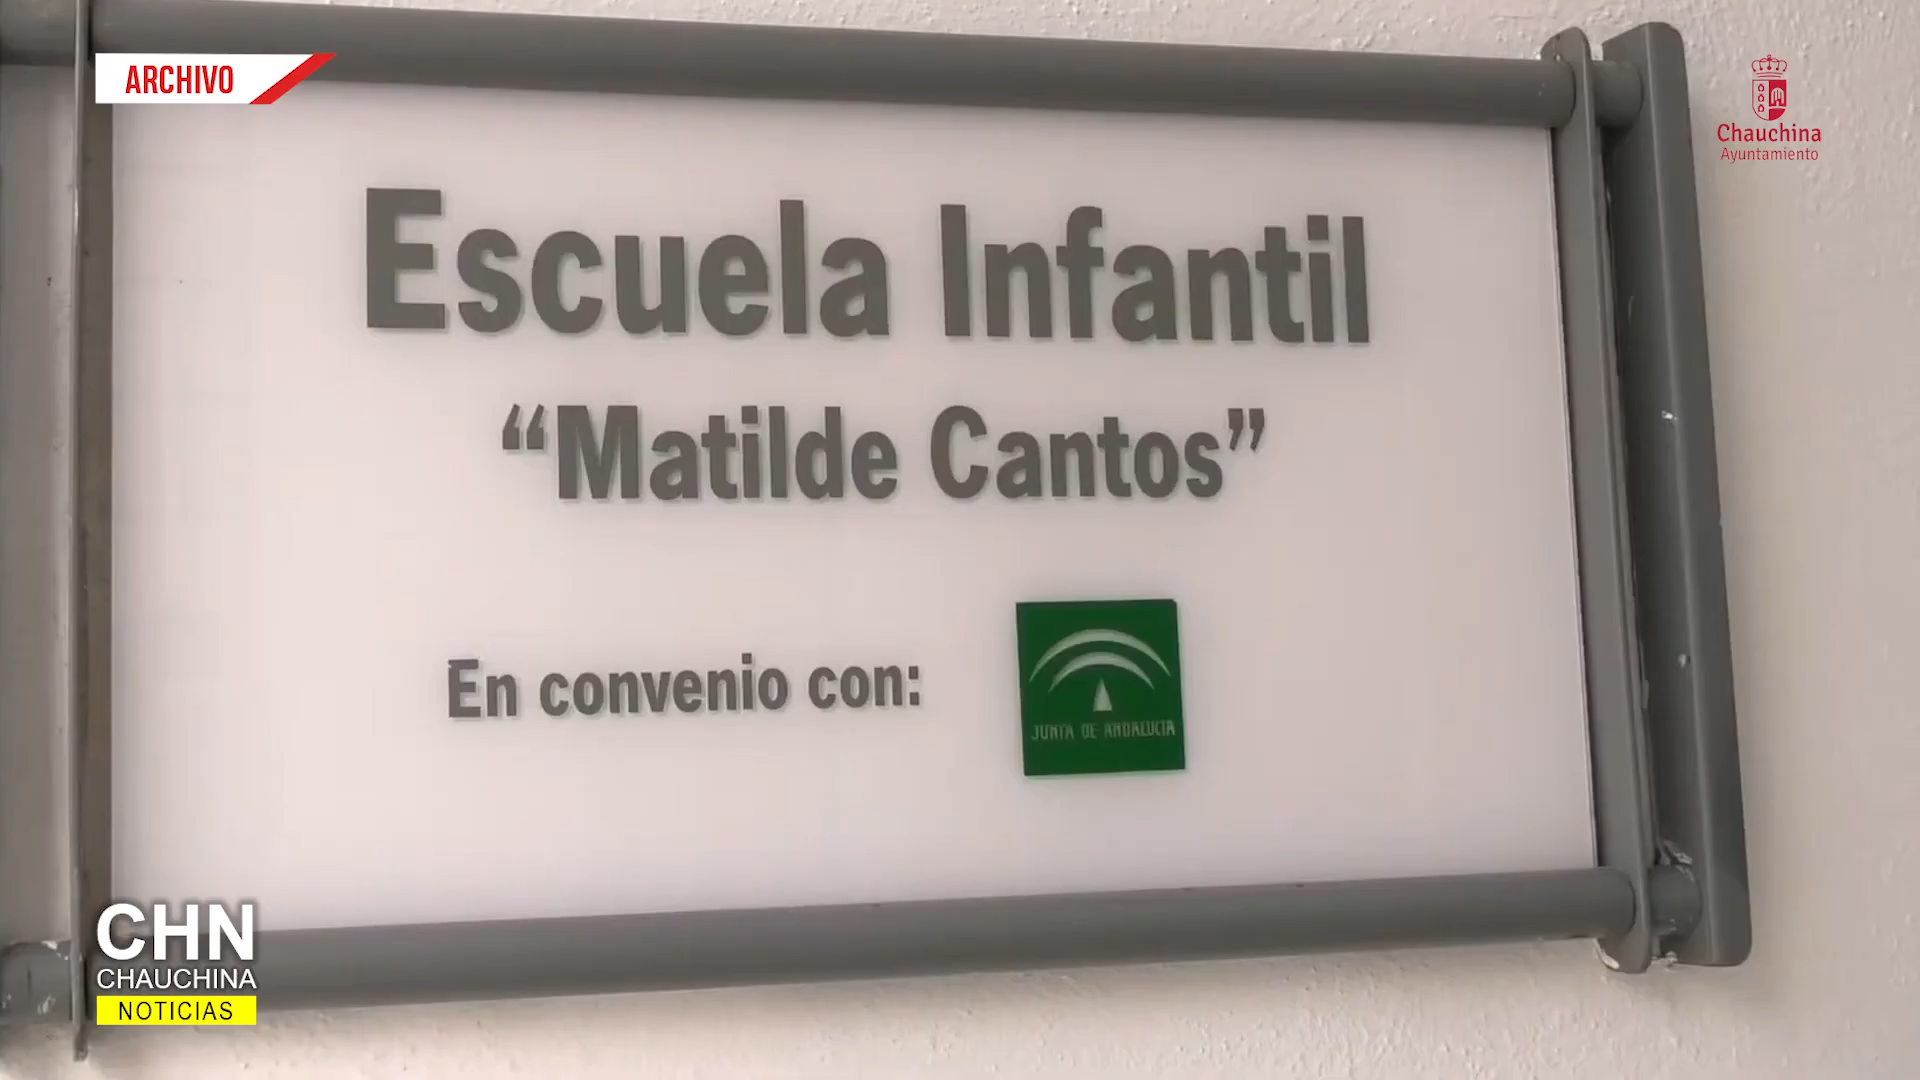 ARCHIVO
Chauchina
Ayuntamiento
Escuela Infantil
“Matilde Cantos”
En convenio con:
JUNTA DE ANDALUCIA
CHN
CHAUCHINA
NOTICIAS